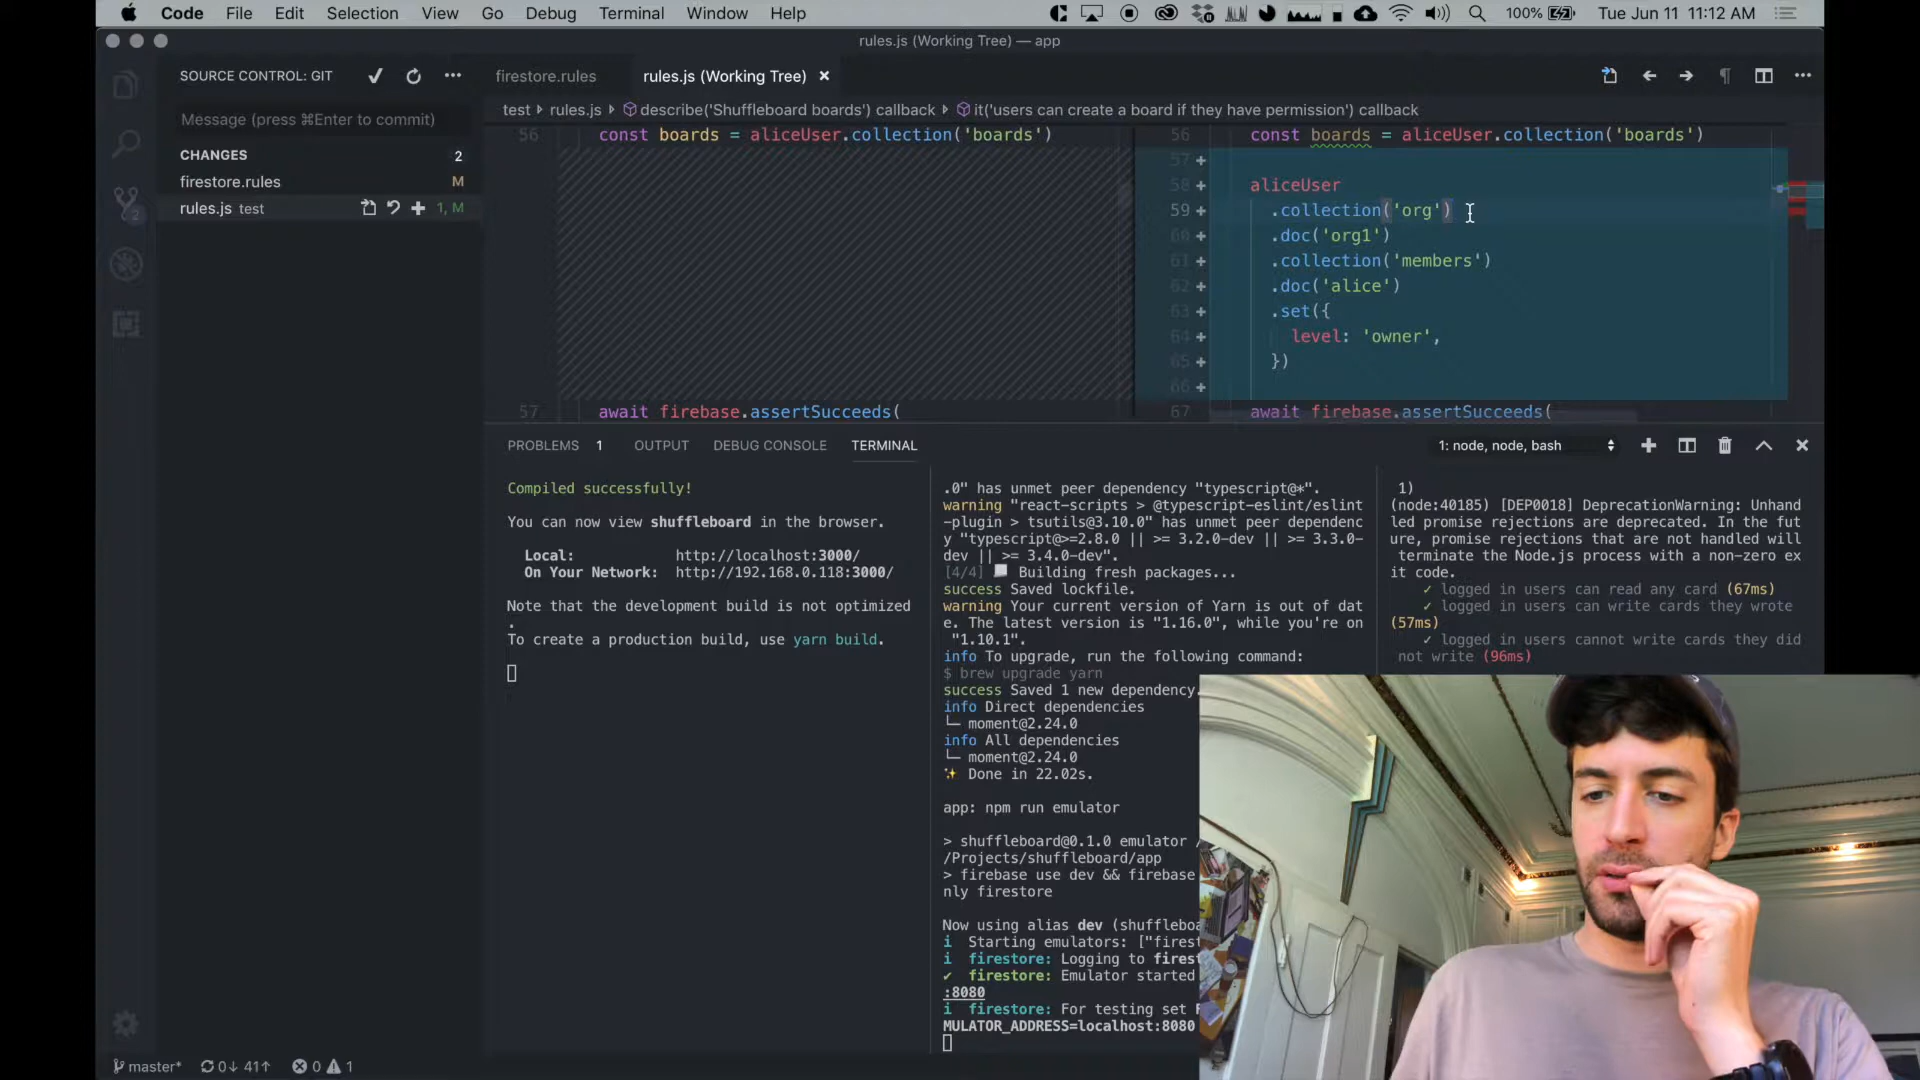 Code File Edit Selection View Go Debug Terminal Window Help 100% Tue Jun 11 11:12 AM
rules.js (Working Tree) — app
SOURCE CONTROL: GIT
firestore.rules rules.js (Working Tree)
Message (press ⌘Enter to commit)
CHANGES 2
firestore.rules M
rules.js test 1, M
2
test rules.js describe('Shuffleboard boards') callback it('users can create a board if they have permission') callback
56 const boards = aliceUser.collection('boards')
57 await firebase.assertSucceeds(
56 const boards = aliceUser.collection('boards')
57 +
58 + aliceUser
59 + .collection('org')
60 + .doc('org1')
61 + .collection('members')
62 + .doc('alice')
63 + .set({
64 + level: 'owner',
65 + })
66 +
67 await firebase.assertSucceeds(
PROBLEMS 1 OUTPUT DEBUG CONSOLE TERMINAL 1: node, node, bash
Compiled successfully!
You can now view shuffleboard in the browser.
Local: http://localhost:3000/
On Your Network: http://192.168.0.118:3000/
Note that the development build is not optimized
.
To create a production build, use yarn build.
.0" has unmet peer dependency "typescript@*".
warning "react-scripts > @typescript-eslint/eslint
-plugin > tsutils@3.10.0" has unmet peer dependenc
y "typescript@>=2.8.0 || >= 3.2.0-dev || >= 3.3.0-
dev || >= 3.4.0-dev".
[4/4] Building fresh packages...
success Saved lockfile.
warning Your current version of Yarn is out of dat
e. The latest version is "1.16.0", while you're on
"1.10.1".
info To upgrade, run the following command:
$ brew upgrade yarn
success Saved 1 new dependency.
info Direct dependencies
└─ moment@2.24.0
info All dependencies
└─ moment@2.24.0
✨ Done in 22.02s.
app: npm run emulator
> shuffleboard@0.1.0 emulator /
/Projects/shuffleboard/app
> firebase use dev && firebase
nly firestore
Now using alias dev (shufflebo
i Starting emulators: ["firest
i firestore: Logging to firest
✔ firestore: Emulator started
:8080
i firestore: For testing set
MULATOR_ADDRESS=localhost:8080
1)
(node:40185) [DEP0018] DeprecationWarning: Unhand
led promise rejections are deprecated. In the fut
ure, promise rejections that are not handled will
terminate the Node.js process with a non-zero ex
it code.
✓ logged in users can read any card (67ms)
✓ logged in users can write cards they wrote
(57ms)
✓ logged in users cannot write cards they did
not write (96ms)
master* 0↓ 41↑ 0 1